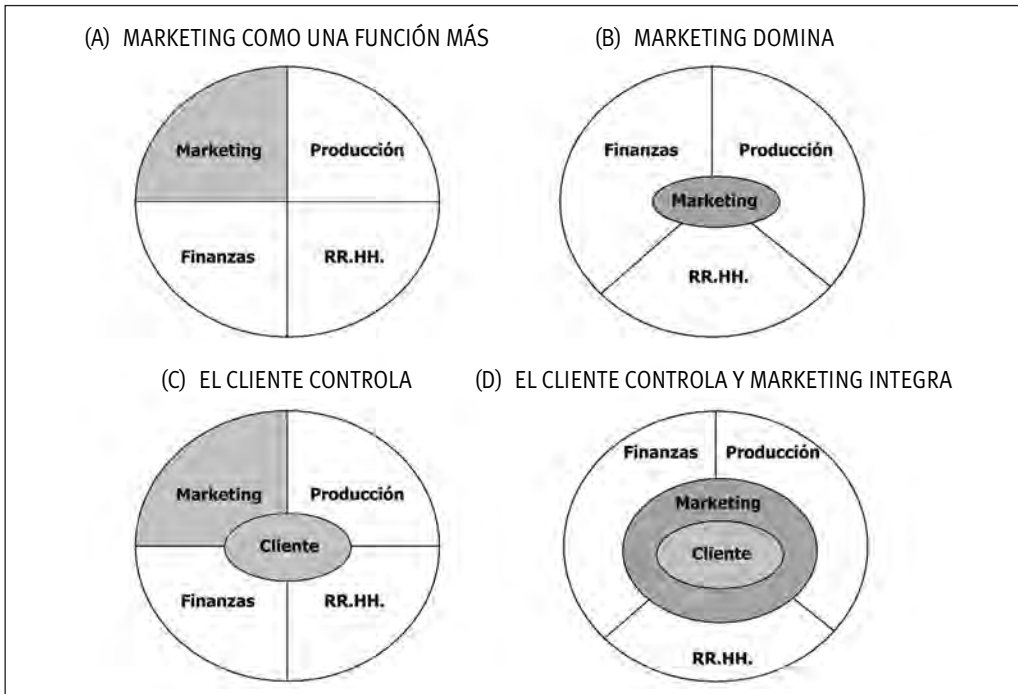 (A) MARKETING COMO UNA FUNCIÓN MÁS
Marketing Producción
Finanzas RR.HH.
(B) MARKETING DOMINA
Finanzas Producción
Marketing
RR.HH.
(C) EL CLIENTE CONTROLA
Marketing Producción
Cliente
Finanzas RR.HH.
(D) EL CLIENTE CONTROLA Y MARKETING INTEGRA
Finanzas Producción
Marketing
Cliente
RR.HH.